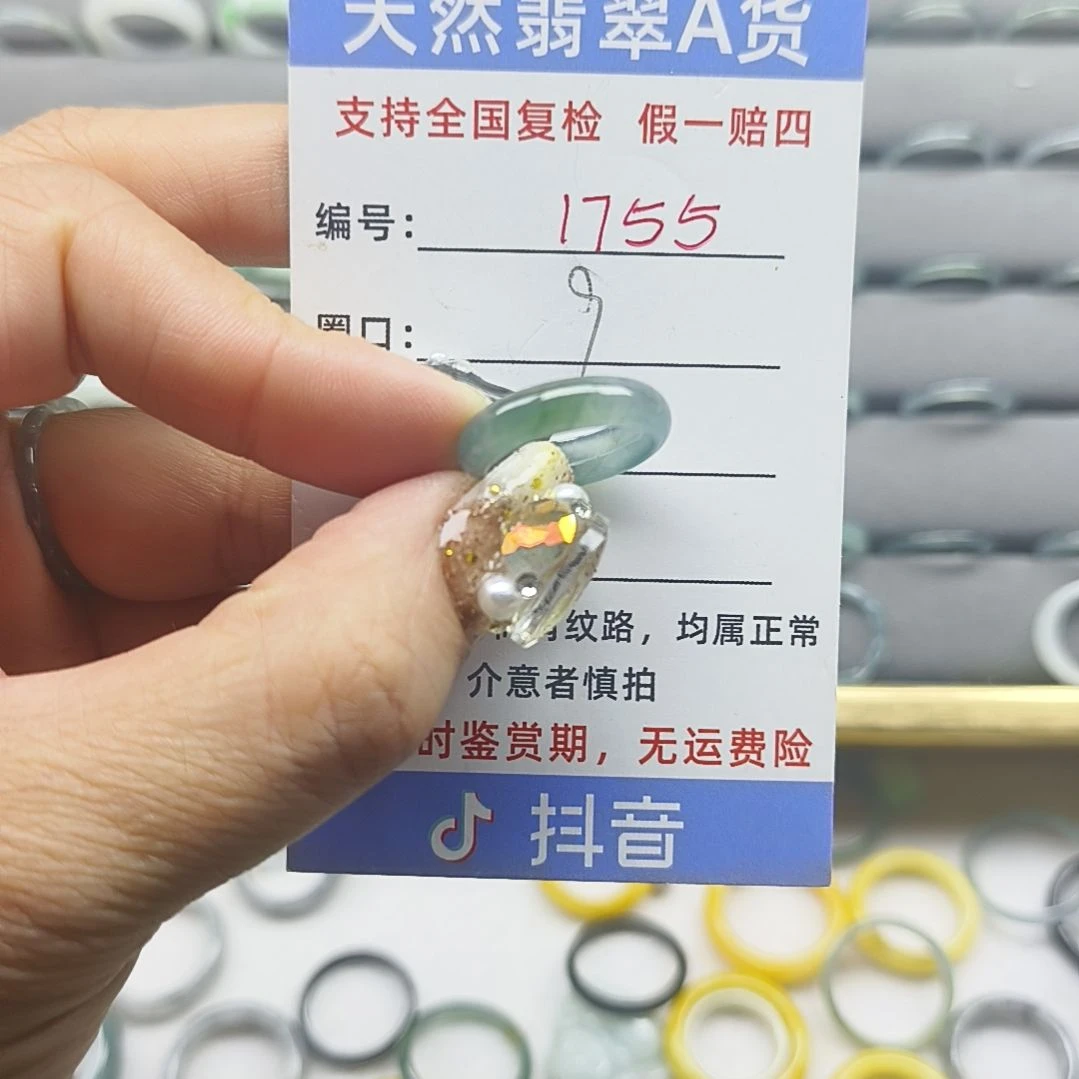 天然翡翠A货
支持全国复检 假一赔四
编号： 1755
圈口： 9
有纹路，均属正常
介意者慎拍
时鉴赏期，无运费险
抖音